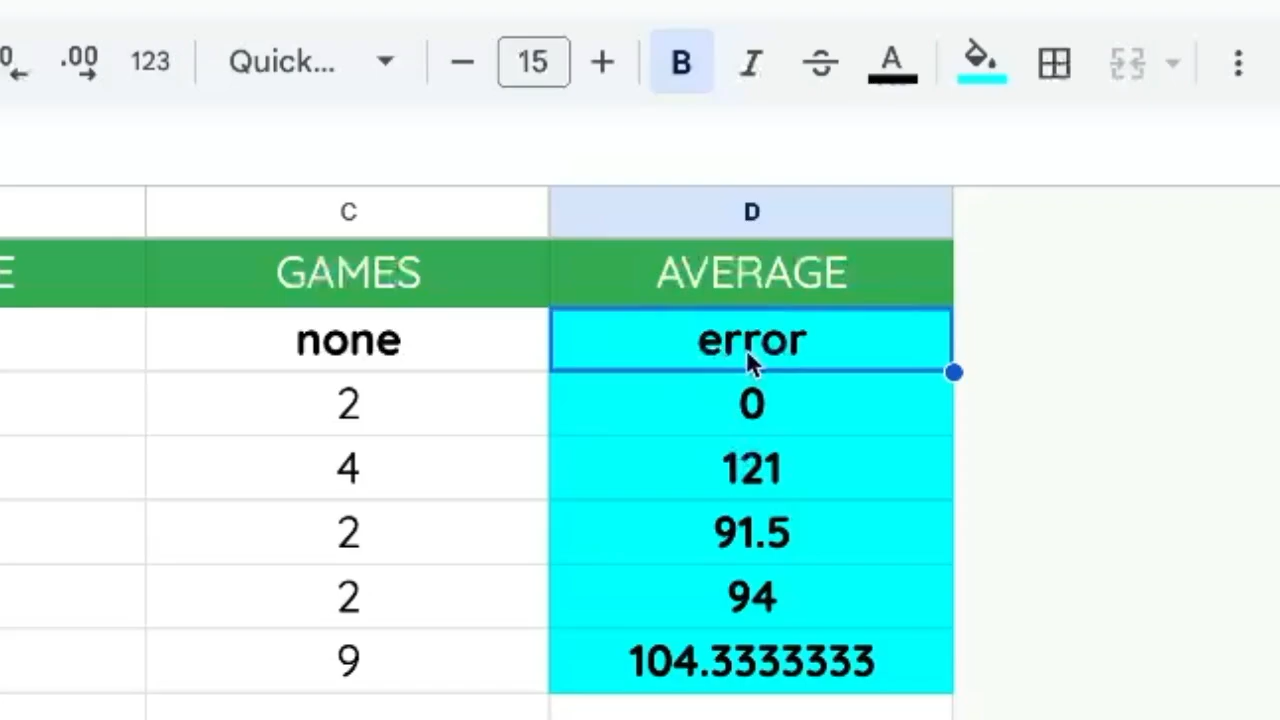 0 .00 123 Quick... 15 B I S A
C D
E GAMES AVERAGE
none error
2 0
4 121
2 91.5
2 94
9 104.3333333